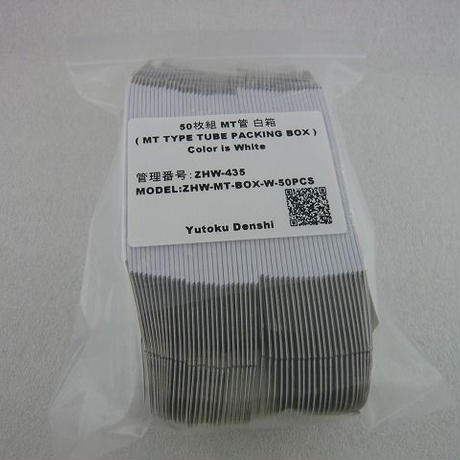 50枚組 MT管 白箱
( MT TYPE TUBE PACKING BOX )
Color is White
管理番号:ZHW-435
MODEL:ZHW-MT-BOX-W-50PCS
Yutoku Denshi